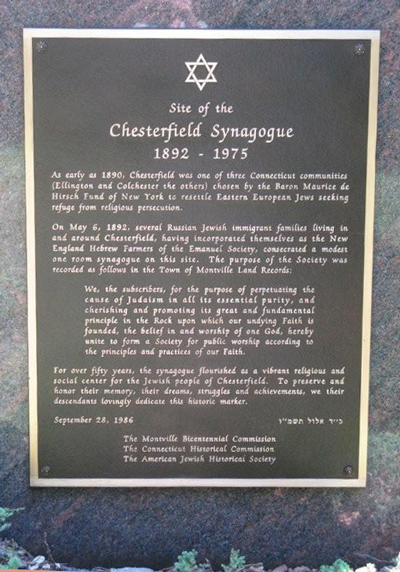 Site of the
Chesterfield Synagogue
1892 - 1975
As early as 1890, Chesterfield was one of three Connecticut communities
(Ellington and Colchester the others) chosen by the Baron Maurice de
Hirsch Fund of New York to resettle Eastern European Jews seeking
refuge from religious persecution.
On May 6, 1892, several Russian Jewish immigrant families living in
and around Chesterfield, having incorporated themselves as the New
England Hebrew Farmers of the Emanuel Society, consecrated a modest
one room synagogue on this site. The purpose of the Society was
recorded as follows in the Town of Montville Land Records:
We, the subscribers, for the purpose of perpetuating the
cause of Judaism in all its essential purity, and
cherishing and promoting its great and fundamental
principle in the Rock upon which our undying Faith is
founded, the belief in and worship of one God, hereby
unite to form a Society for public worship according to
the principles and practices of our Faith.
For over fifty years, the synagogue flourished as a vibrant religious and
social center for the Jewish people of Chesterfield. To preserve and
honor their memory, their dreams, struggles and achievements, we their
descendants lovingly dedicate this historic marker.
September 28, 1986 כ״ד אלול תשמ״ו
The Montville Bicentennial Commission
The Connecticut Historical Commission
The American Jewish Historical Society